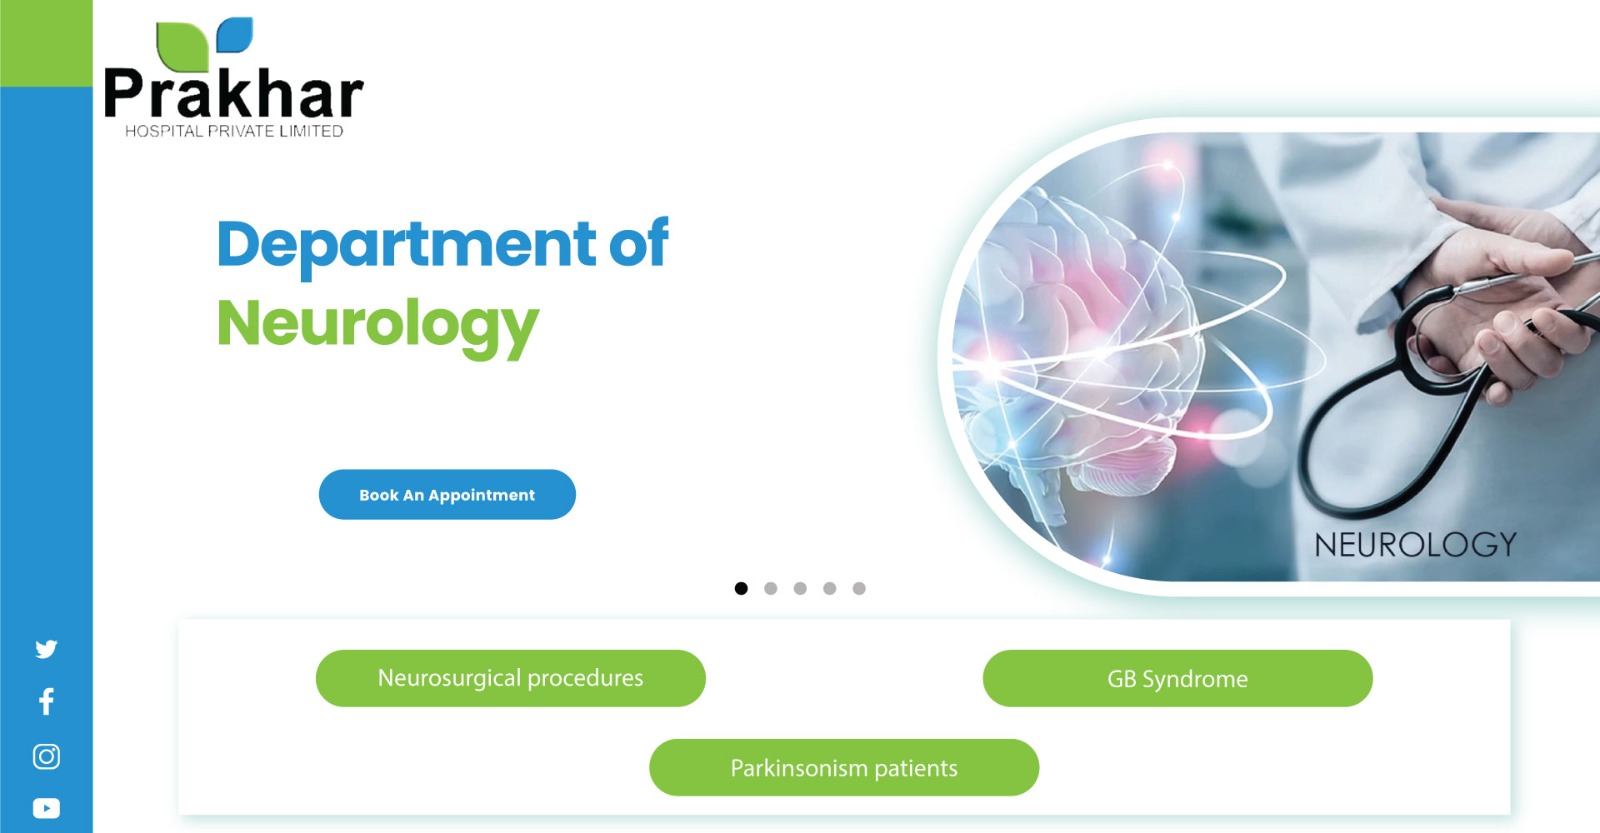 Prakhar
HOSPITAL PRIVATE LIMITED
Department of
Neurology
Book An Appointment
NEUROLOGY
Neurosurgical procedures
GB Syndrome
Parkinsonism patients